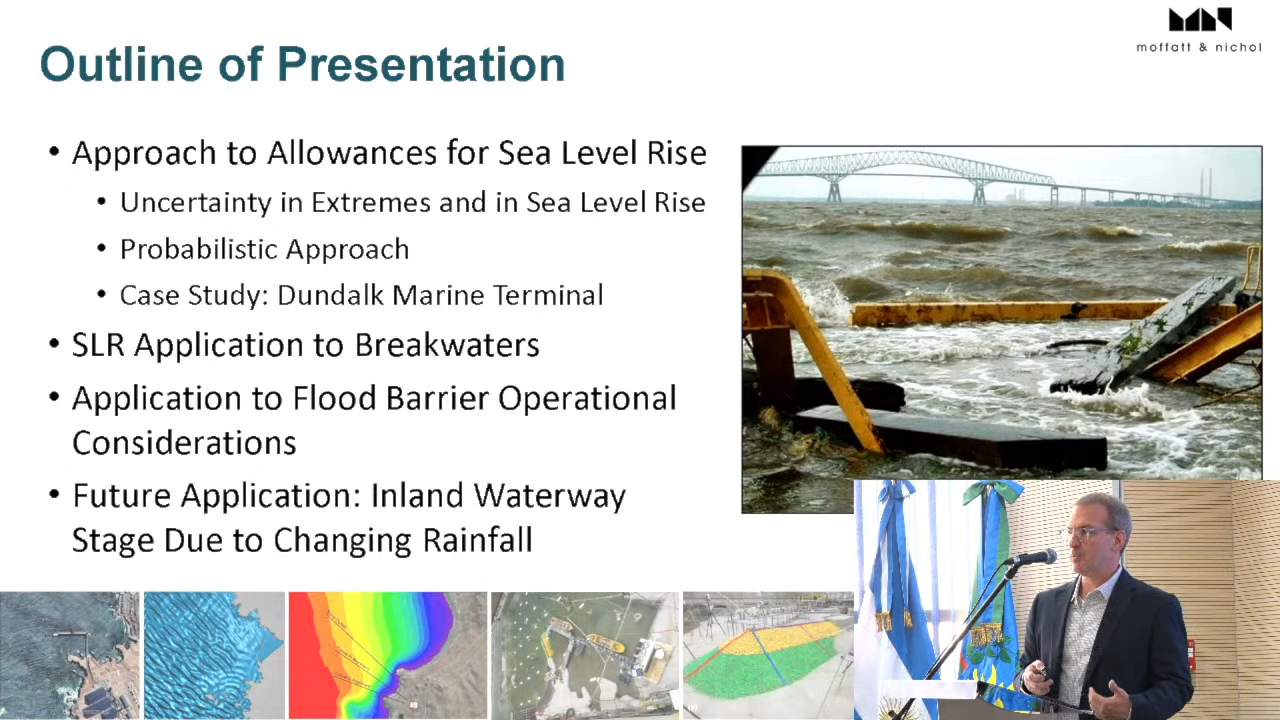 Outline of Presentation
moffatt & nichol
• Approach to Allowances for Sea Level Rise
• Uncertainty in Extremes and in Sea Level Rise
• Probabilistic Approach
• Case Study: Dundalk Marine Terminal
• SLR Application to Breakwaters
• Application to Flood Barrier Operational
Considerations
• Future Application: Inland Waterway
Stage Due to Changing Rainfall